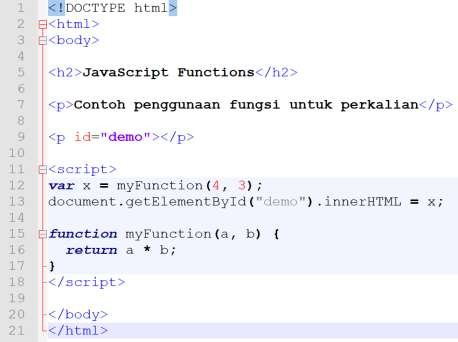 1 <!DOCTYPE html>
2 <html>
3 <body>
4
5 <h2>JavaScript Functions</h2>
6
7 <p>Contoh penggunaan fungsi untuk perkalian</p>
8
9 <p id="demo"></p>
10
11 <script>
12 var x = myFunction(4, 3);
13 document.getElementById("demo").innerHTML = x;
14
15 function myFunction(a, b) {
16   return a * b;
17 }
18 </script>
19
20 </body>
21 </html>